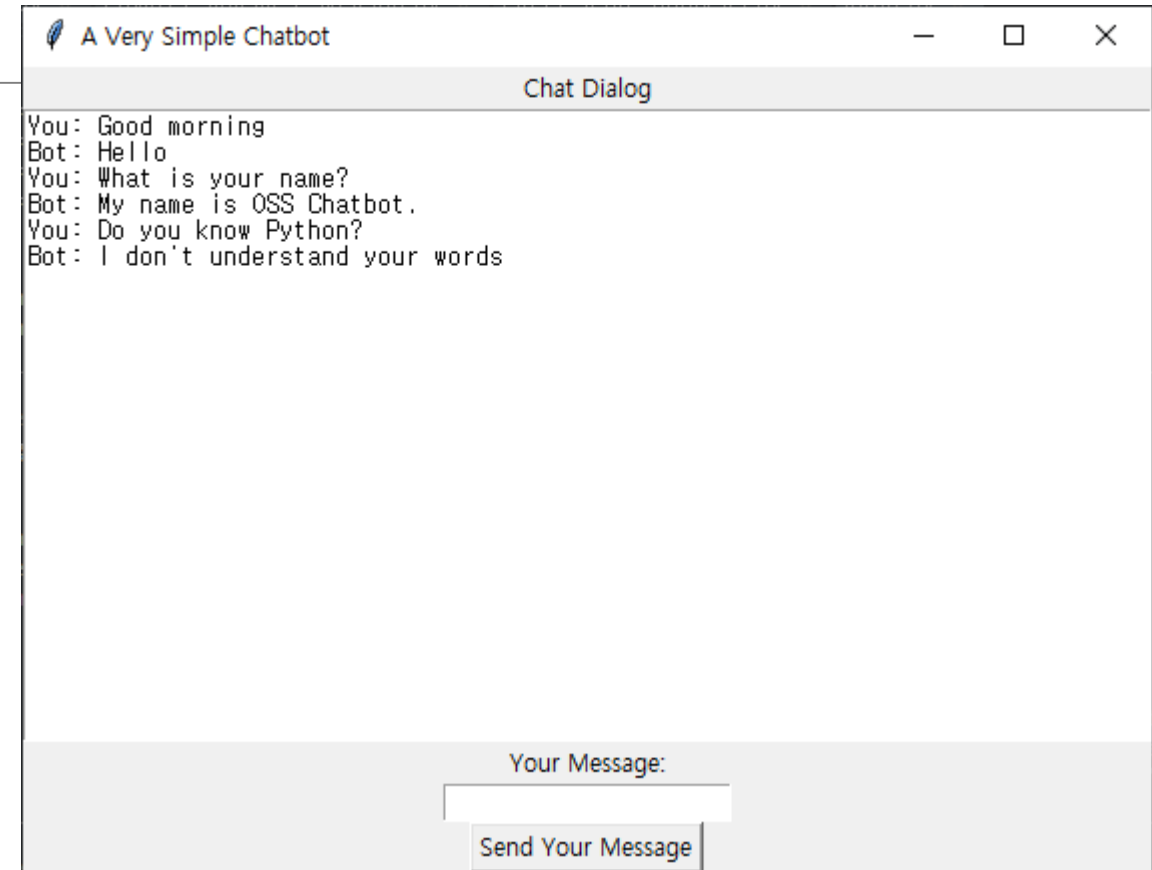 A Very Simple Chatbot
Chat Dialog
You: Good morning
Bot: Hello
You: What is your name?
Bot: My name is OSS Chatbot.
You: Do you know Python?
Bot: I don't understand your words
Your Message:
Send Your Message